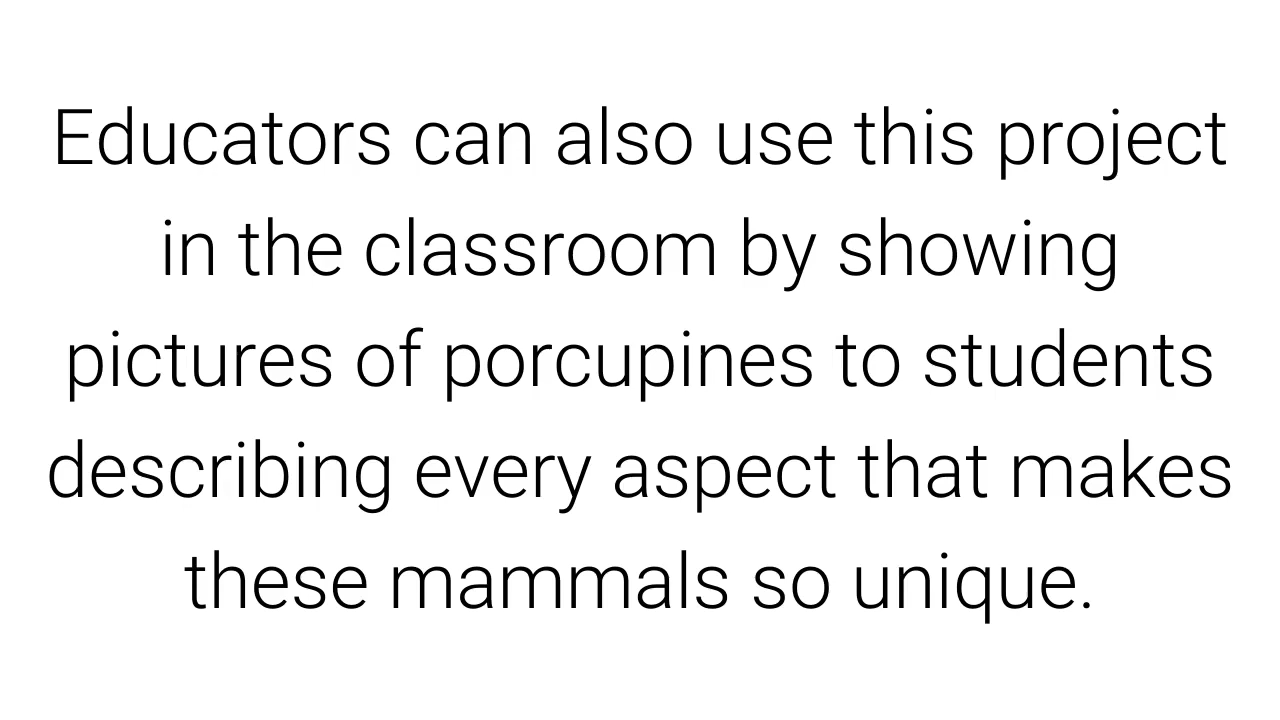 Educators can also use this project
in the classroom by showing
pictures of porcupines to students
describing every aspect that makes
these mammals so unique.